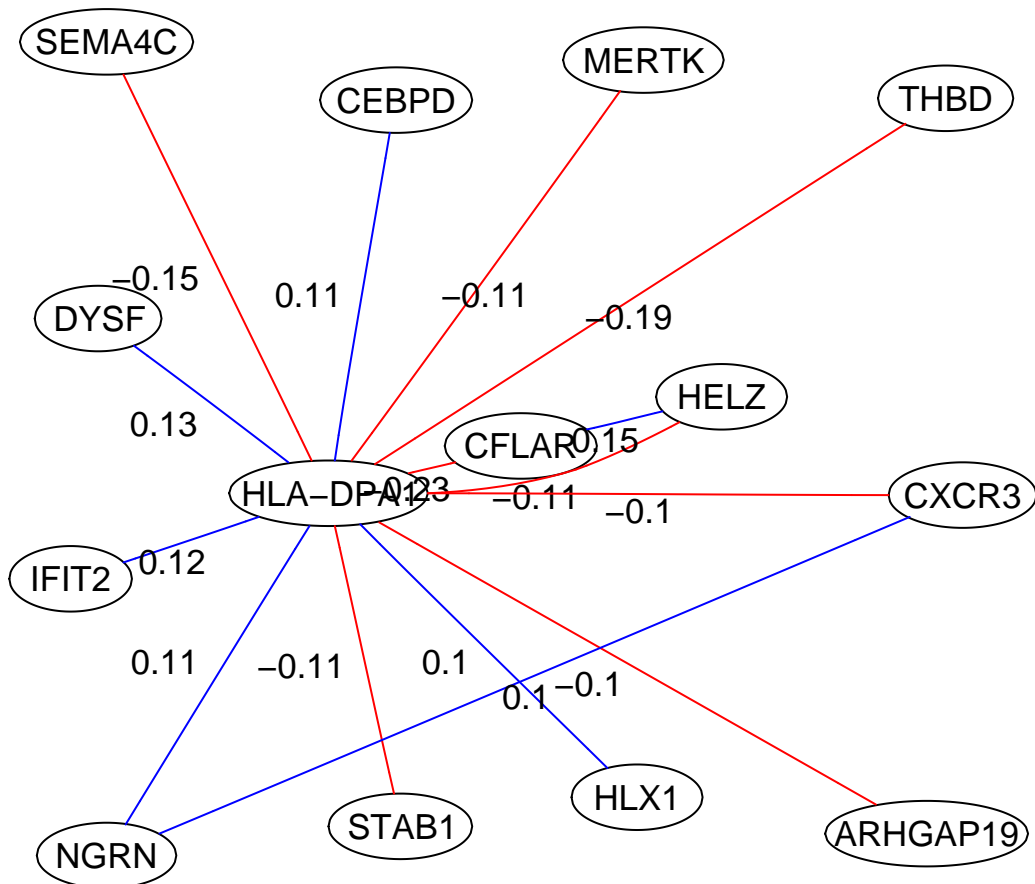 SEMA4C
MERTK
CEBPD
THBD
−0.15
0.11
−0.11
−0.19
DYSF
HELZ
0.13
CFLAR
0.15
HLA−DPA1
−0.23
−0.11
−0.1
CXCR3
IFIT2
0.12
0.11
−0.11
0.1
0.1
−0.1
HLX1
STAB1
ARHGAP19
NGRN